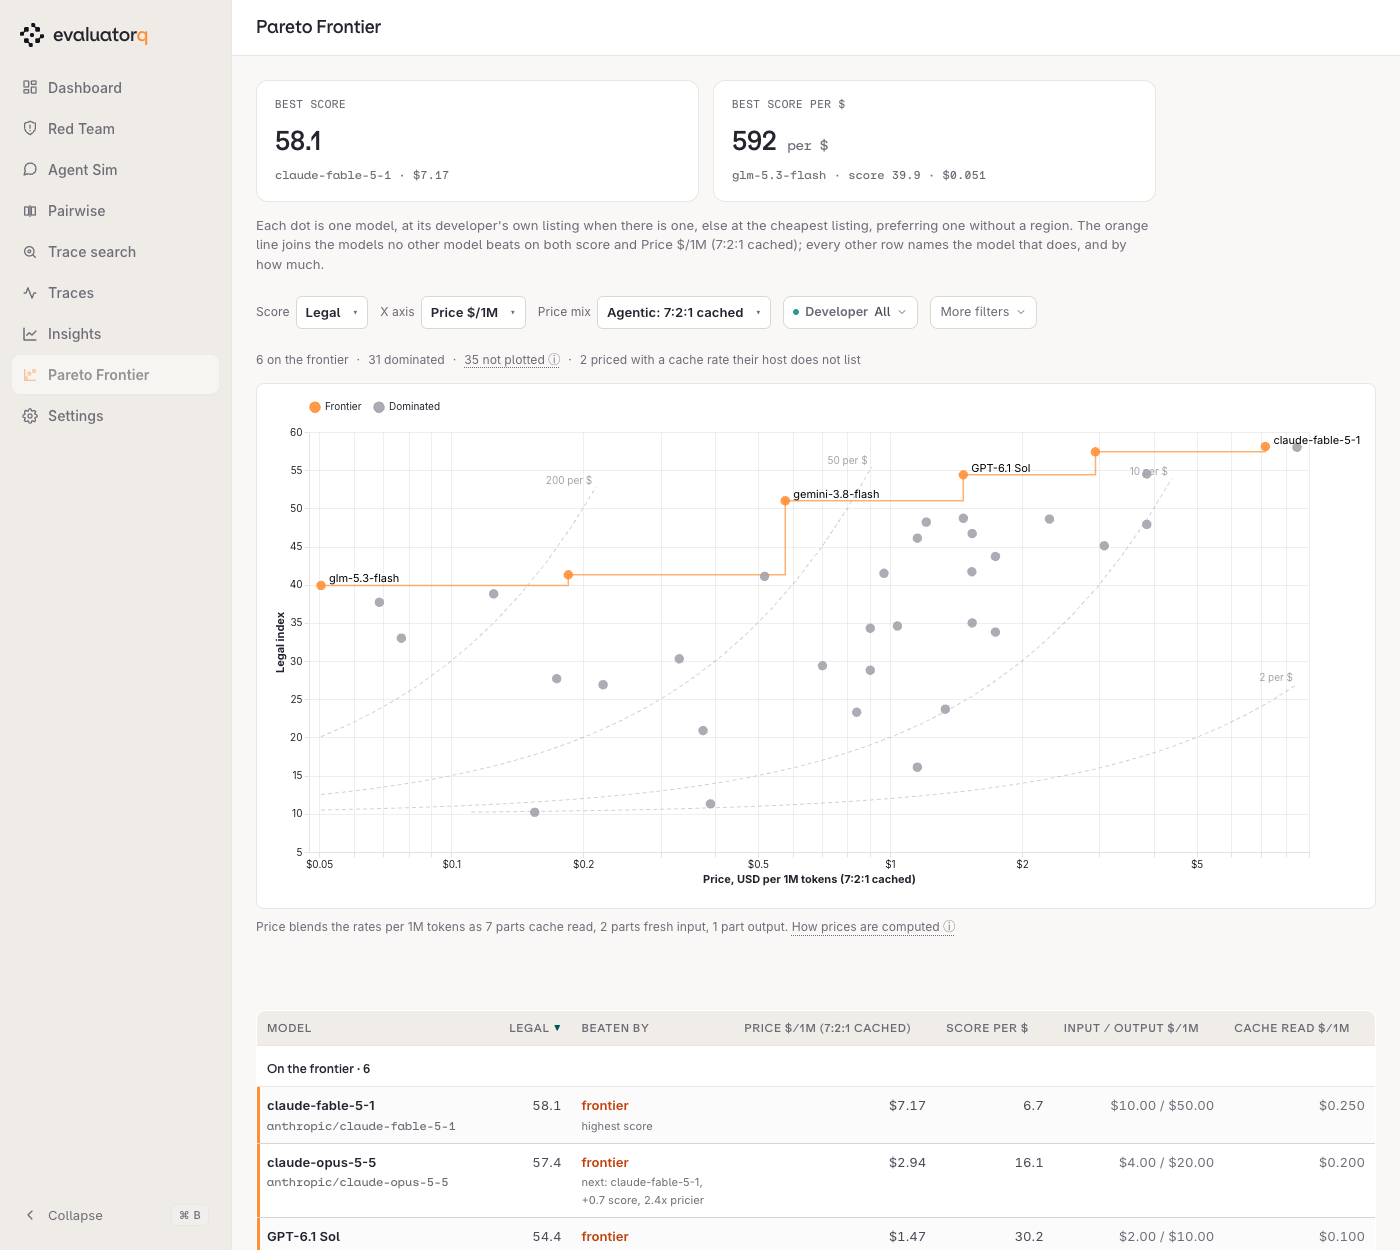 evaluatorq
Dashboard
Red Team
Agent Sim
Pairwise
Trace search
Traces
Insights
Pareto Frontier
Settings
Collapse
⌘ B
Pareto Frontier
BEST SCORE
58.1
claude-fable-5-1 · $7.17
BEST SCORE PER $
592 per $
glm-5.3-flash · score 39.9 · $0.051
Each dot is one model, at its developer's own listing when there is one, else at the cheapest listing, preferring one without a region. The orange
line joins the models no other model beats on both score and Price $/1M (7:2:1 cached); every other row names the model that does, and by
how much.
Score Legal X axis Price $/1M Price mix Agentic: 7:2:1 cached Developer All More filters
6 on the frontier · 31 dominated · 35 not plotted ⓘ · 2 priced with a cache rate their host does not list
Frontier Dominated
60
55
50
45
40
35
30
25
20
15
10
5
Legal index
200 per $
50 per $
10 per $
2 per $
glm-5.3-flash
gemini-3.8-flash
GPT-6.1 Sol
claude-fable-5-1
$0.05 $0.1 $0.2 $0.5 $1 $2 $5
Price, USD per 1M tokens (7:2:1 cached)
Price blends the rates per 1M tokens as 7 parts cache read, 2 parts fresh input, 1 part output. How prices are computed ⓘ
MODEL LEGAL ▼ BEATEN BY PRICE $/1M (7:2:1 CACHED) SCORE PER $ INPUT / OUTPUT $/1M CACHE READ $/1M
On the frontier · 6
claude-fable-5-1 58.1 frontier $7.17 6.7 $10.00 / $50.00 $0.250
anthropic/claude-fable-5-1 highest score
claude-opus-5-5 57.4 frontier $2.94 16.1 $4.00 / $20.00 $0.200
anthropic/claude-opus-5-5 next: claude-fable-5-1,
+0.7 score, 2.4x pricier
GPT-6.1 Sol 54.4 frontier $1.47 30.2 $2.00 / $10.00 $0.100